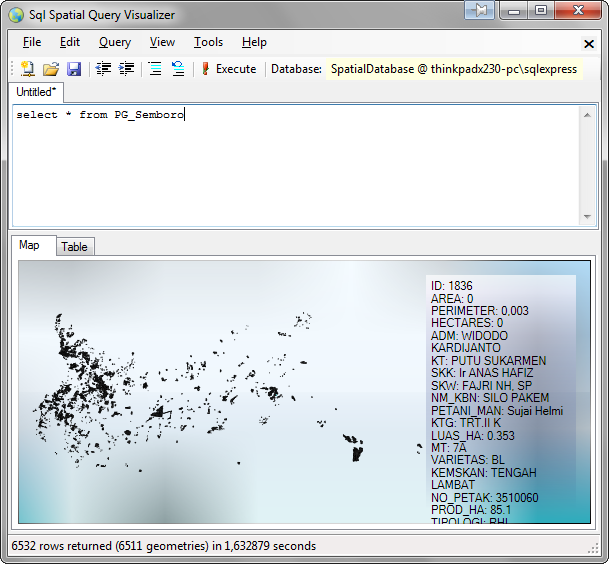 Sql Spatial Query Visualizer
File Edit Query View Tools Help
Execute Database: SpatialDatabase @ thinkpadx230-pc\sqlexpress
Untitled*
select * from PG_Semboro
Map Table
ID: 1836
AREA: 0
PERIMETER: 0,003
HECTARES: 0
ADM: WIDODO
KARDIJANTO
KT: PUTU SUKARMEN
SKK: Ir ANAS HAFIZ
SKW: FAJRI NH, SP
NM_KBN: SILO PAKEM
PETANI_MAN: Sujai Helmi
KTG: TRT.II K
LUAS_HA: 0.353
MT: 7A
VARIETAS: BL
KEMSKAN: TENGAH
LAMBAT
NO_PETAK: 3510060
PROD_HA: 85.1
TIPOLOGI: RHL
6532 rows returned (6511 geometries) in 1,632879 seconds